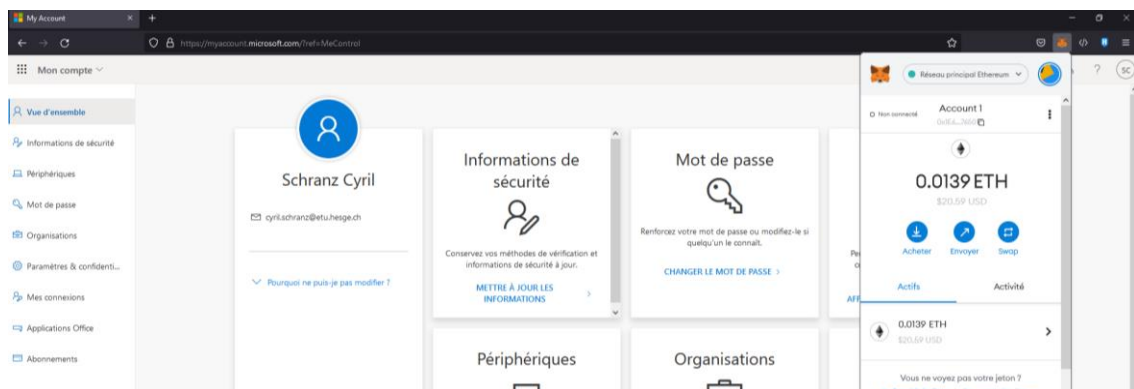 My Account
https://myaccount.microsoft.com/?ref=MeControl
Mon compte
Réseau principal Ethereum
?
SC
Vue d'ensemble
Informations de sécurité
Périphériques
Mot de passe
Organisations
Paramètres & confidenti...
Mes connexions
Applications Office
Abonnements
Schranz Cyril
cyril.schranz@etu.hesge.ch
Pourquoi ne puis-je pas modifier ?
Informations de
sécurité
Conservez vos méthodes de vérification et
informations de sécurité à jour.
METTRE À JOUR LES
INFORMATIONS
Mot de passe
Renforcez votre mot de passe ou modifiez-le si
quelqu'un le connaît.
CHANGER LE MOT DE PASSE
Périphériques
Organisations
Non connecté
Account 1
0.0139 ETH
$20.59 USD
Acheter
Envoyer
Swap
Actifs
Activité
0.0139 ETH
$20.59 USD
Vous ne voyez pas votre jeton ?